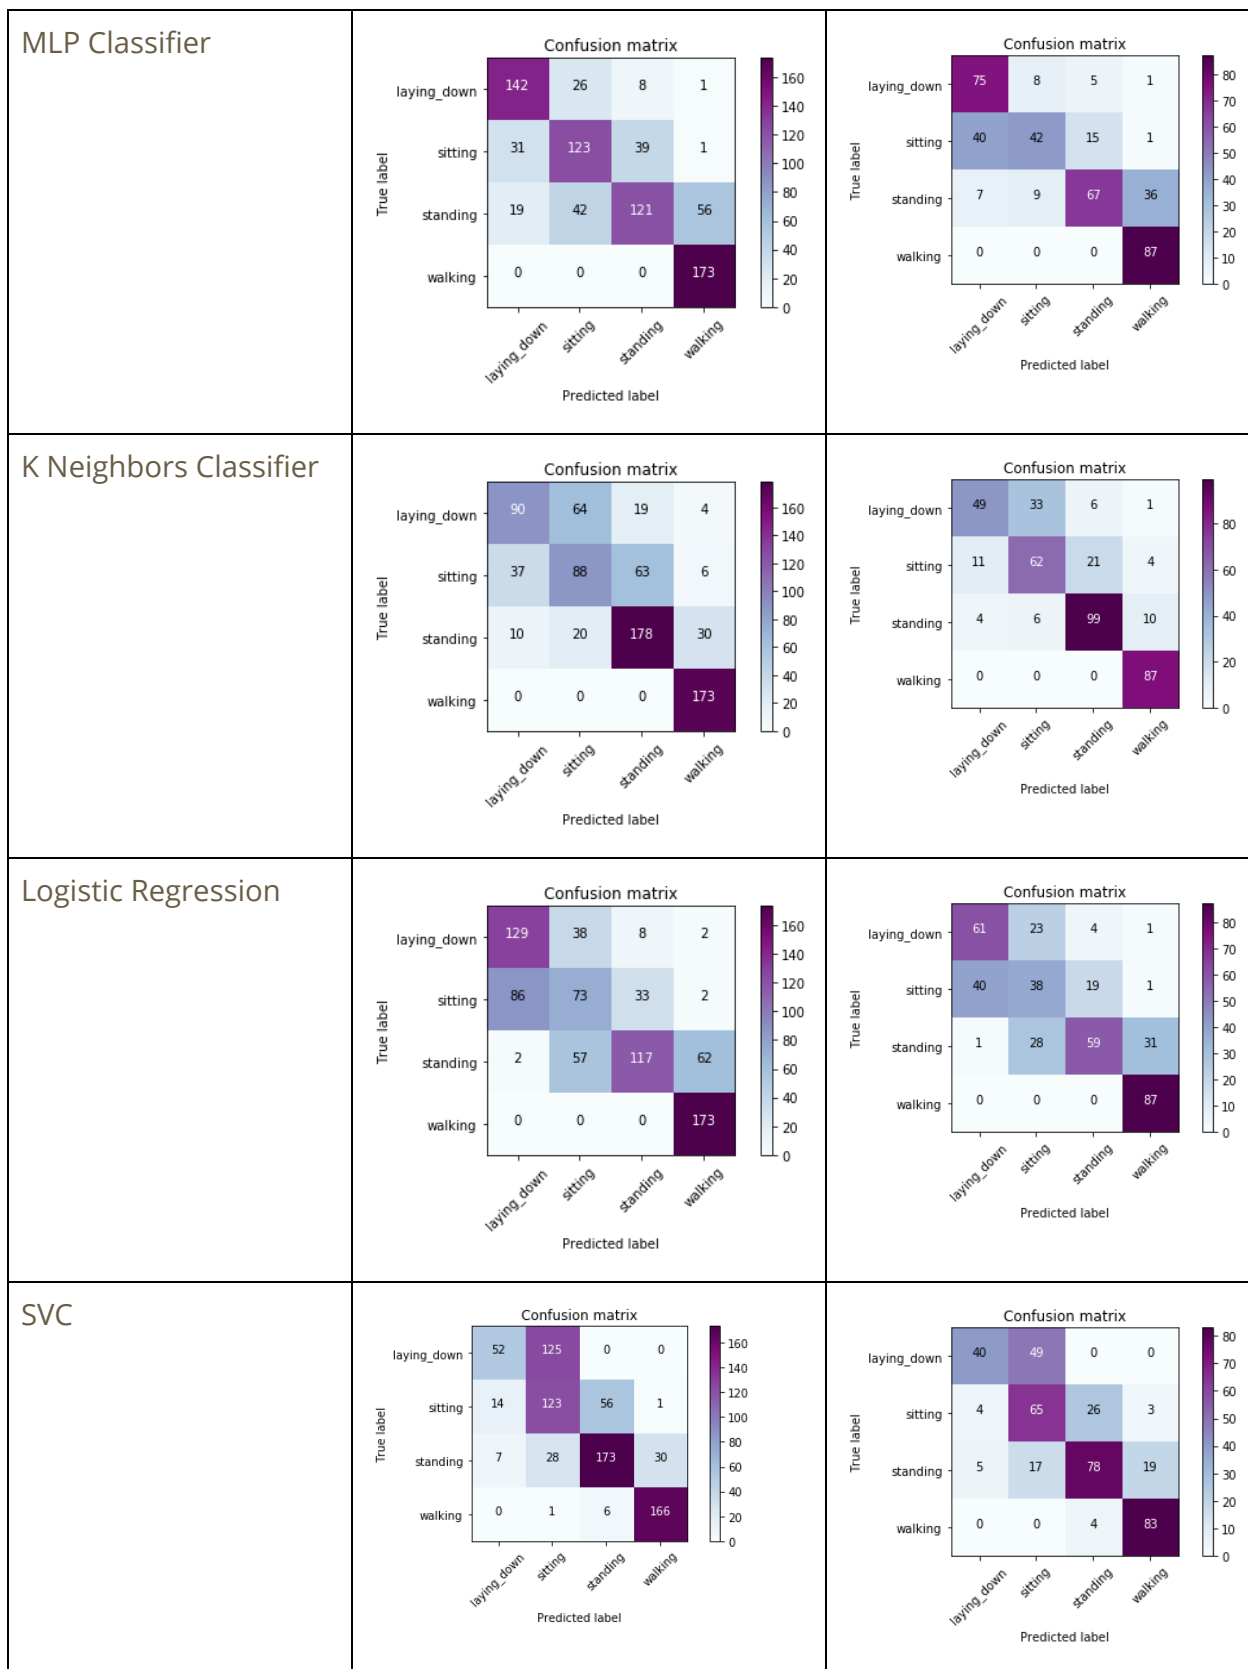 MLP Classifier
Confusion matrix
True label
laying_down 142 26 8 1
sitting 31 123 39 1
standing 19 42 121 56
walking 0 0 0 173
laying_down sitting standing walking
Predicted label
160
140
120
100
80
60
40
20
0
Confusion matrix
True label
laying_down 75 8 5 1
sitting 40 42 15 1
standing 7 9 67 36
walking 0 0 0 87
laying_down sitting standing walking
Predicted label
80
70
60
50
40
30
20
10
0
K Neighbors Classifier
Confusion matrix
True label
laying_down 90 64 19 4
sitting 37 88 63 6
standing 10 20 178 30
walking 0 0 0 173
laying_down sitting standing walking
Predicted label
160
140
120
100
80
60
40
20
0
Confusion matrix
True label
laying_down 49 33 6 1
sitting 11 62 21 4
standing 4 6 99 10
walking 0 0 0 87
laying_down sitting standing walking
Predicted label
80
60
40
20
0
Logistic Regression
Confusion matrix
True label
laying_down 129 38 8 2
sitting 86 73 33 2
standing 2 57 117 62
walking 0 0 0 173
laying_down sitting standing walking
Predicted label
160
140
120
100
80
60
40
20
0
Confusion matrix
True label
laying_down 61 23 4 1
sitting 40 38 19 1
standing 1 28 59 31
walking 0 0 0 87
laying_down sitting standing walking
Predicted label
80
70
60
50
40
30
20
10
0
SVC
Confusion matrix
True label
laying_down 52 125 0 0
sitting 14 123 56 1
standing 7 28 173 30
walking 0 1 6 166
laying_down sitting standing walking
Predicted label
160
140
120
100
80
60
40
20
0
Confusion matrix
True label
laying_down 40 49 0 0
sitting 4 65 26 3
standing 5 17 78 19
walking 0 0 4 83
laying_down sitting standing walking
Predicted label
80
70
60
50
40
30
20
10
0